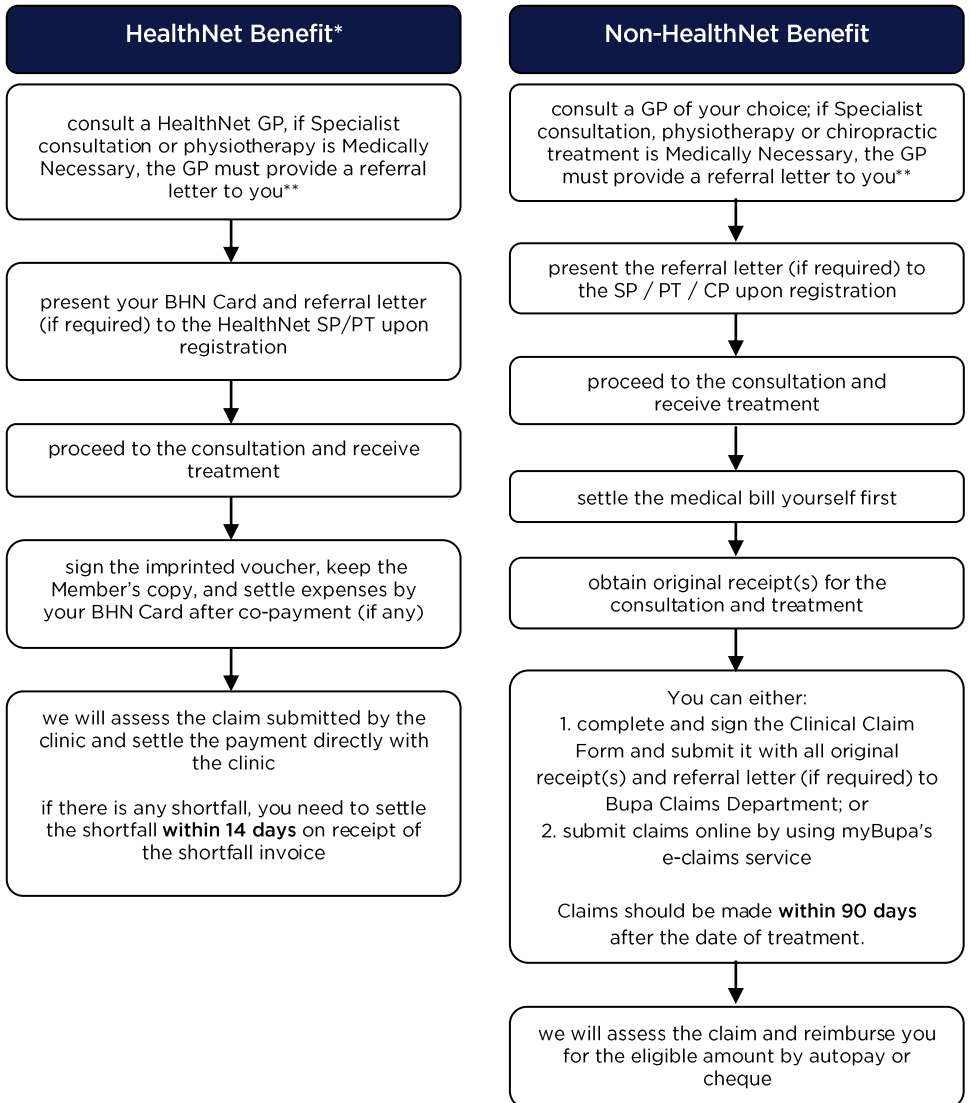 HealthNet Benefit*
consult a HealthNet GP, if Specialist
consultation or physiotherapy is Medically
Necessary, the GP must provide a referral
letter to you**
present your BHN Card and referral letter
(if required) to the HealthNet SP/PT upon
registration
proceed to the consultation and receive
treatment
sign the imprinted voucher, keep the
Member's copy, and settle expenses by
your BHN Card after co-payment (if any)
we will assess the claim submitted by the
clinic and settle the payment directly with
the clinic
if there is any shortfall, you need to settle
the shortfall within 14 days on receipt of
the shortfall invoice
Non-HealthNet Benefit
consult a GP of your choice; if Specialist
consultation, physiotherapy or chiropractic
treatment is Medically Necessary, the GP
must provide a referral letter to you**
present the referral letter (if required) to
the SP / PT / CP upon registration
proceed to the consultation and
receive treatment
settle the medical bill yourself first
obtain original receipt(s) for the
consultation and treatment
You can either:
1. complete and sign the Clinical Claim
Form and submit it with all original
receipt(s) and referral letter (if required) to
Bupa Claims Department; or
2. submit claims online by using myBupa's
e-claims service
Claims should be made within 90 days
after the date of treatment.
we will assess the claim and reimburse you
for the eligible amount by autopay or
cheque